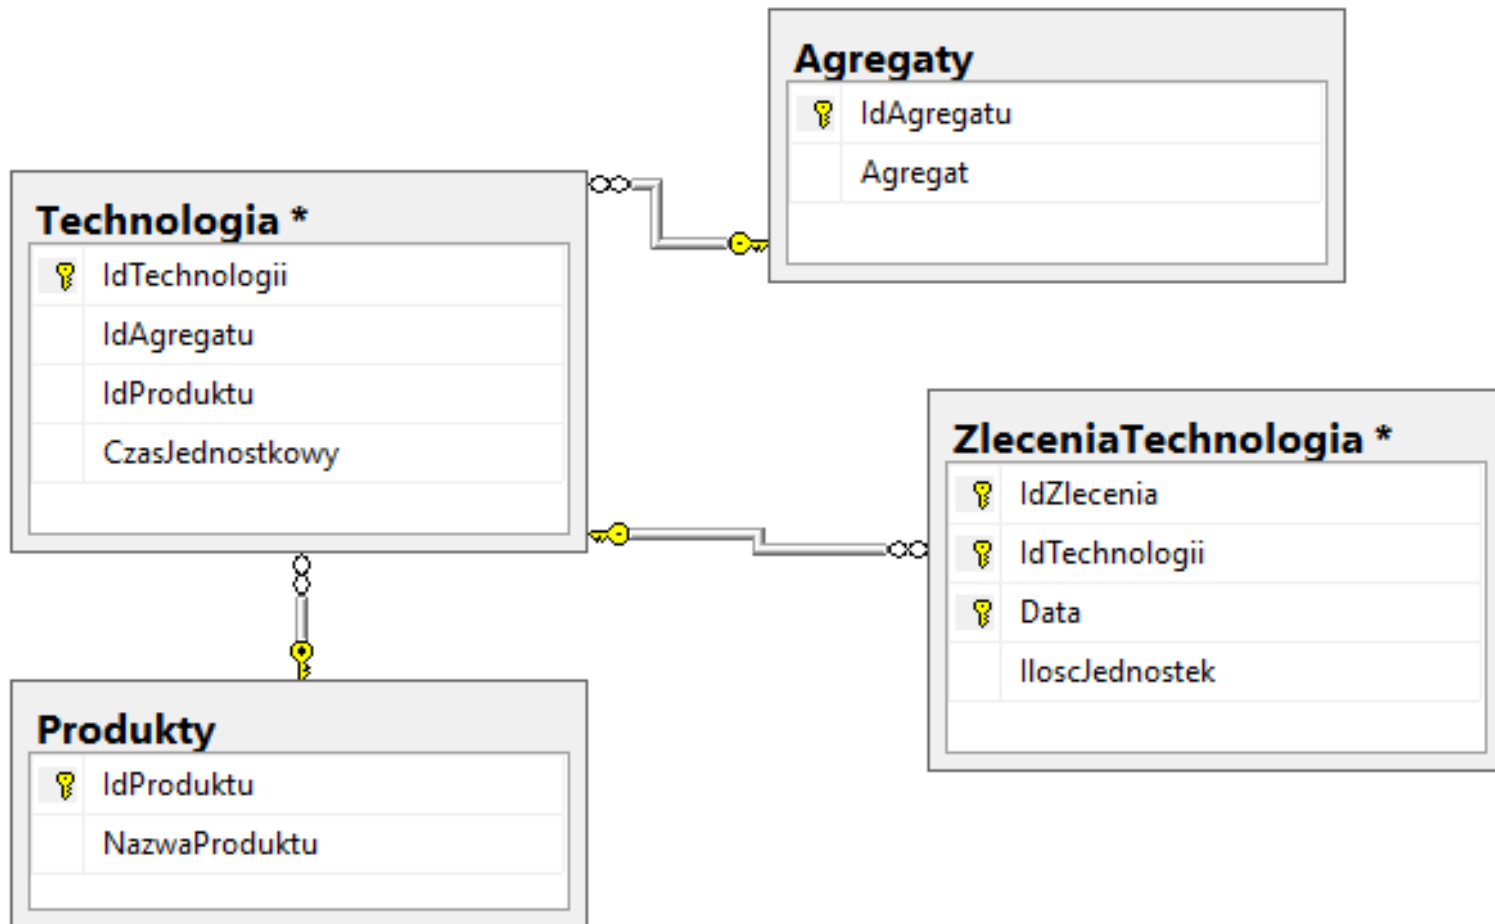 Agregaty
IdAgregatu
Agregat
Technologia *
IdTechnologii
IdAgregatu
IdProduktu
CzasJednostkowy
ZleceniaTechnologia *
IdZlecenia
IdTechnologii
Data
IloscJednostek
Produkty
IdProduktu
NazwaProduktu